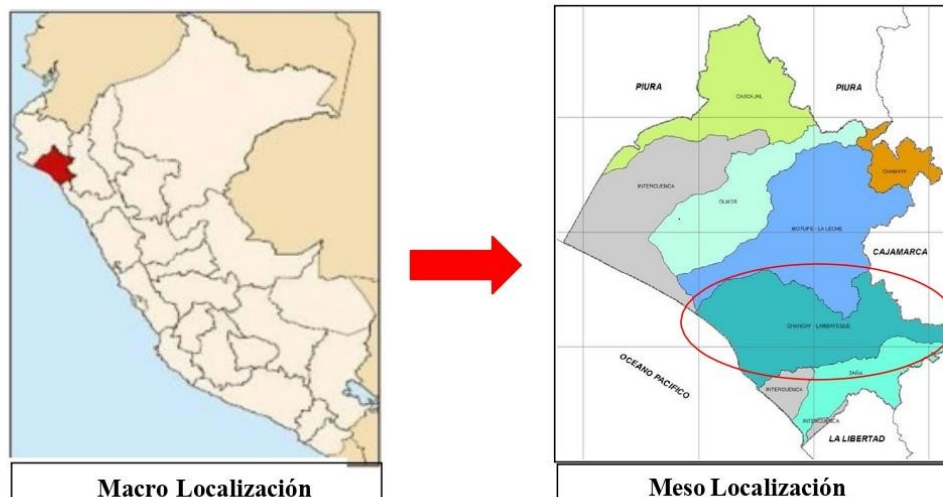 PIURA
PIURA
CASCAJAL
CHAMAYA
INTERCUENCA
OLMOS
MOTUPE - LA LECHE
CAJAMARCA
CHANCAY - LAMBAYEQUE
OCEANO PACIFICO
ZAÑA
INTERCUENCA
INTERCUENCA
LA LIBERTAD
Macro Localización
Meso Localización